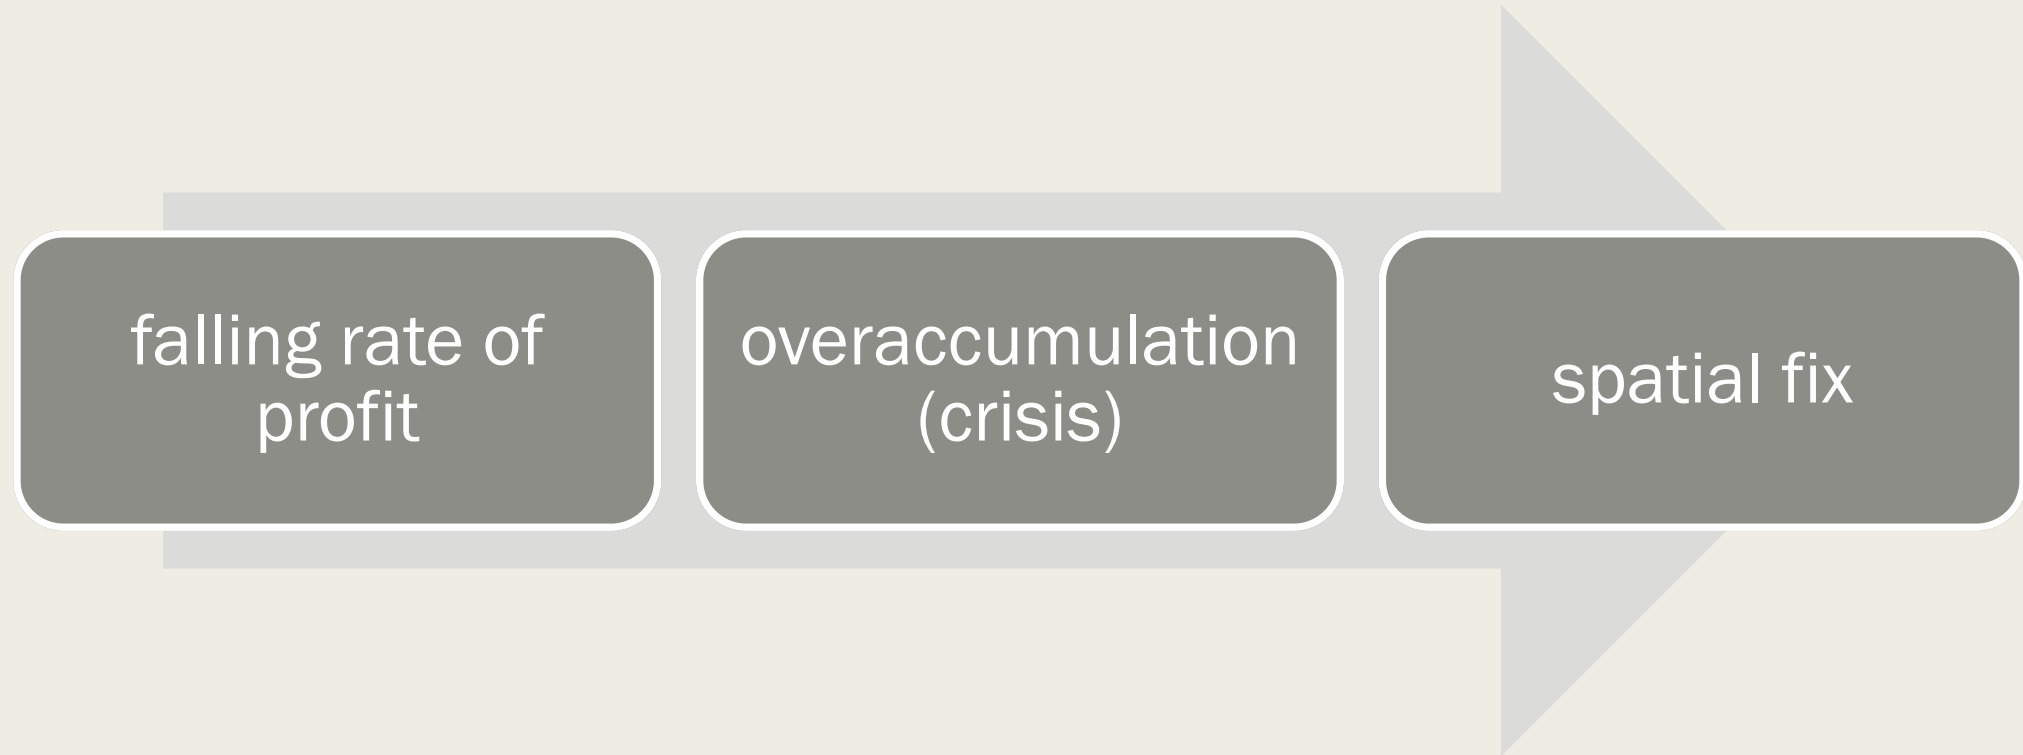 falling rate of
profit
overaccumulation
(crisis)
spatial fix